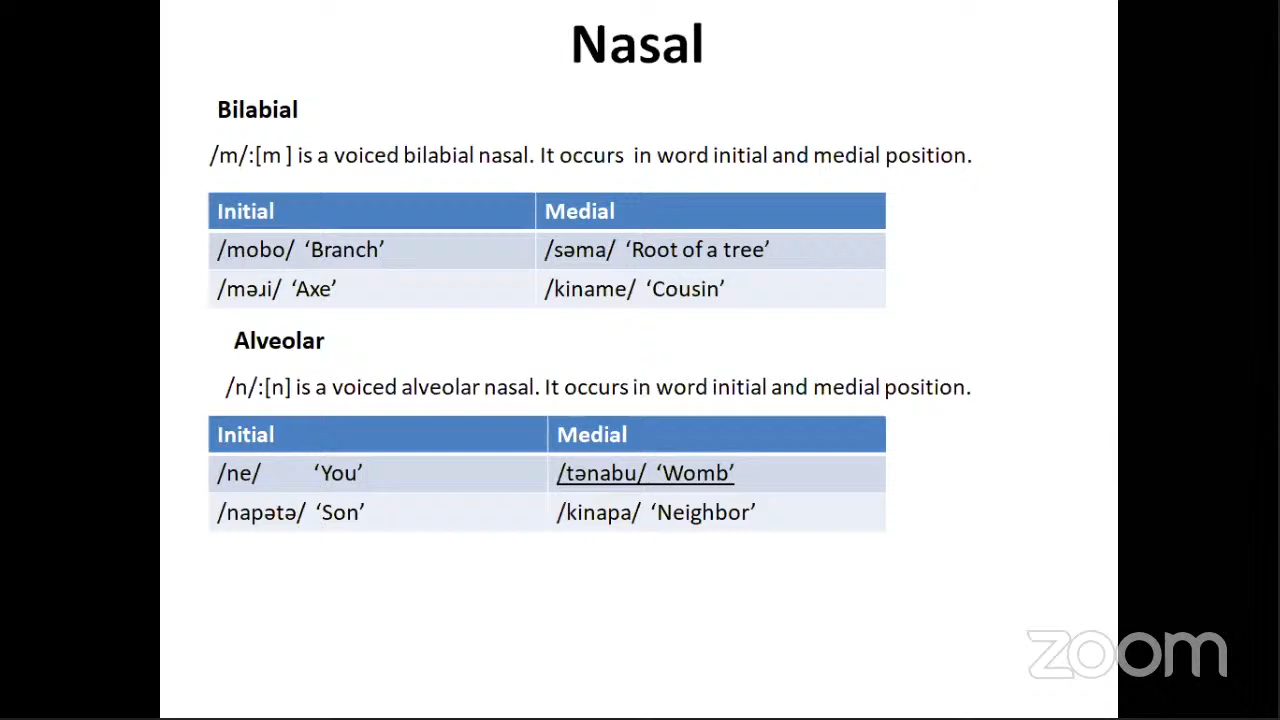 Nasal
Bilabial
/m/:[m ] is a voiced bilabial nasal. It occurs  in word initial and medial position.
Initial Medial
/mobo/ ‘Branch’ /səma/ ‘Root of a tree’
/məɹi/ ‘Axe’ /kiname/ ‘Cousin’
Alveolar
/n/:[n] is a voiced alveolar nasal. It occurs in word initial and medial position.
Initial Medial
/ne/ ‘You’ /tənabu/ ‘Womb’
/napətə/ ‘Son’ /kinapa/ ‘Neighbor’
zoom